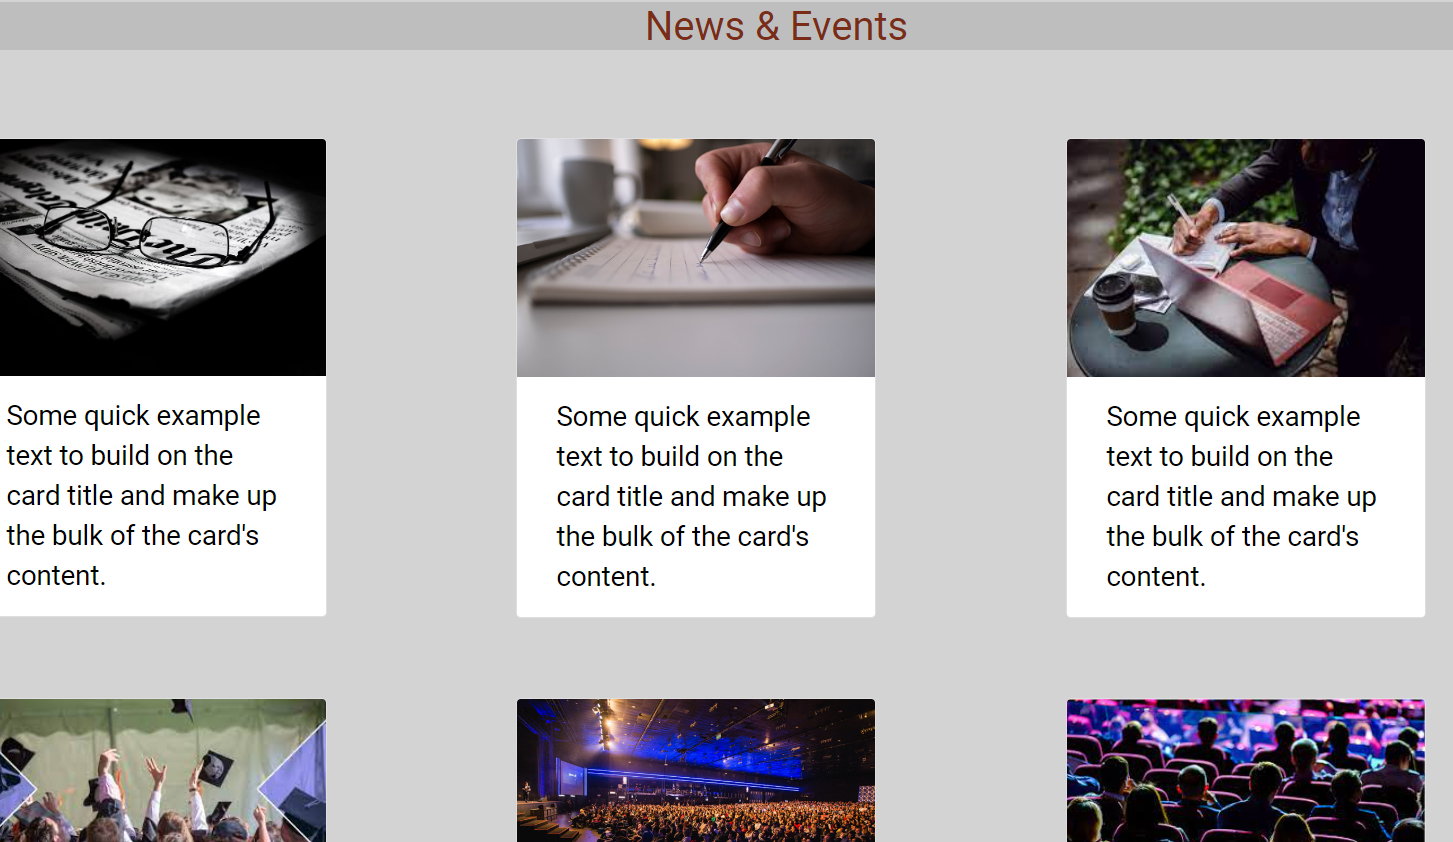 News & Events
Some quick example
text to build on the
card title and make up
the bulk of the card's
content.
Some quick example
text to build on the
card title and make up
the bulk of the card's
content.
Some quick example
text to build on the
card title and make up
the bulk of the card's
content.